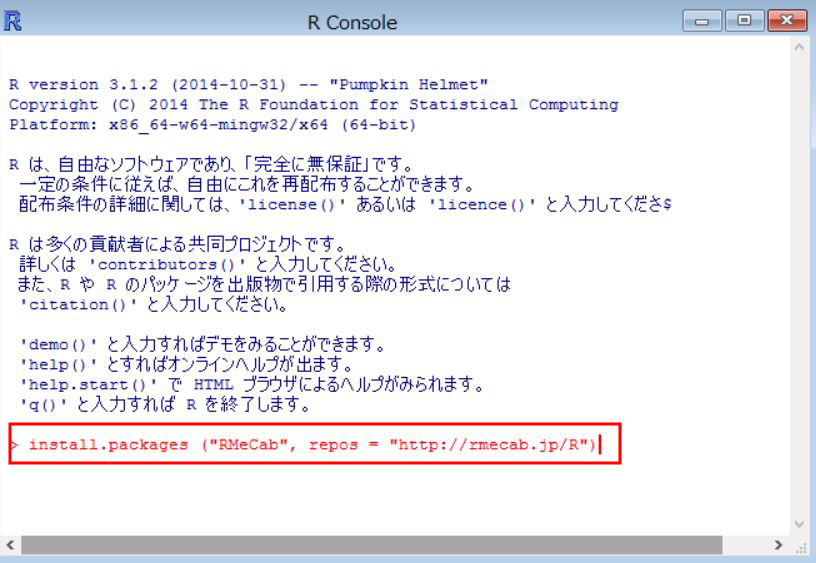 R Console
R version 3.1.2 (2014-10-31) -- "Pumpkin Helmet"
Copyright (C) 2014 The R Foundation for Statistical Computing
Platform: x86_64-w64-mingw32/x64 (64-bit)
R は、自由なソフトウェアであり、「完全に無保証」です。
一定の条件に従えば、自由にこれを再配布することができます。
配布条件の詳細に関しては、'license()' あるいは 'licence()' と入力してくださ$
R は多くの貢献者による共同プロジェクトです。
詳しくは 'contributors()' と入力してください。
また、R や R のパッケージを出版物で引用する際の形式については
'citation()' と入力してください。
'demo()' と入力すればデモをみることができます。
'help()' とすればオンラインヘルプが出ます。
'help.start()' で HTML ブラウザによるヘルプがみられます。
'q()' と入力すれば R を終了します。
> install.packages ("RMeCab", repos = "http://rmecab.jp/R")